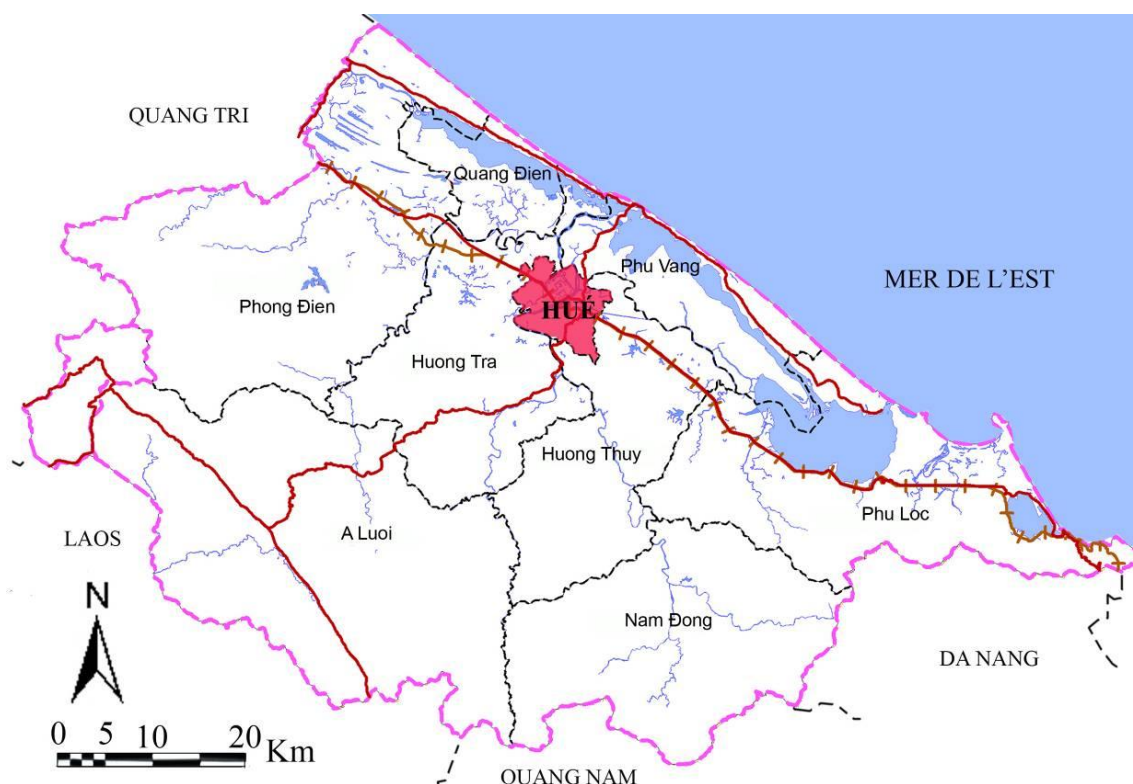 QUANG TRI
Quang Đien
Phu Vang
MER DE L'EST
Phong Đien
HUÉ
Huong Tra
Huong Thuy
Phu Loc
LAOS
A Luoi
N
Nam Đong
DA NANG
0 5 10 20 Km
QUANG NAM